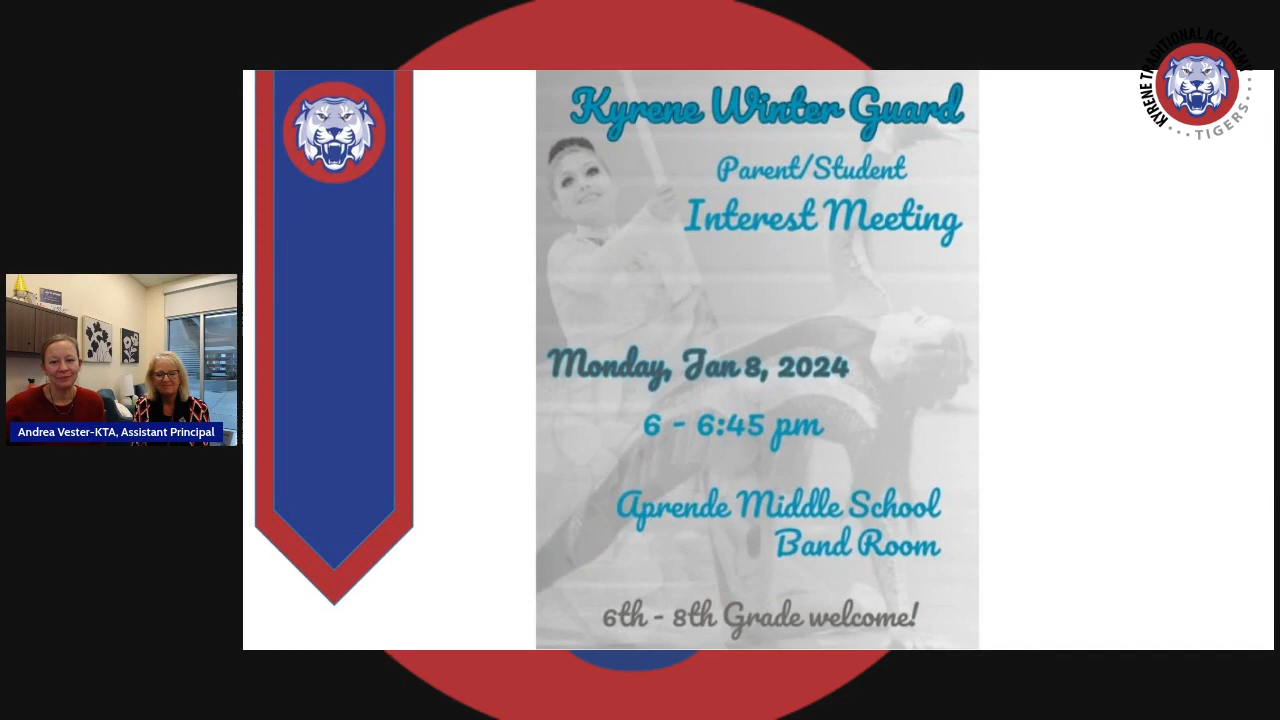 Kyrene Winter Guard
Parent/Student
Interest Meeting
Monday, Jan 8, 2024
6 - 6:45 pm
Aprende Middle School
Band Room
6th - 8th Grade welcome!
KYRENE TRADITIONAL ACADEMY
TIGERS
Andrea Vester-KTA, Assistant Principal